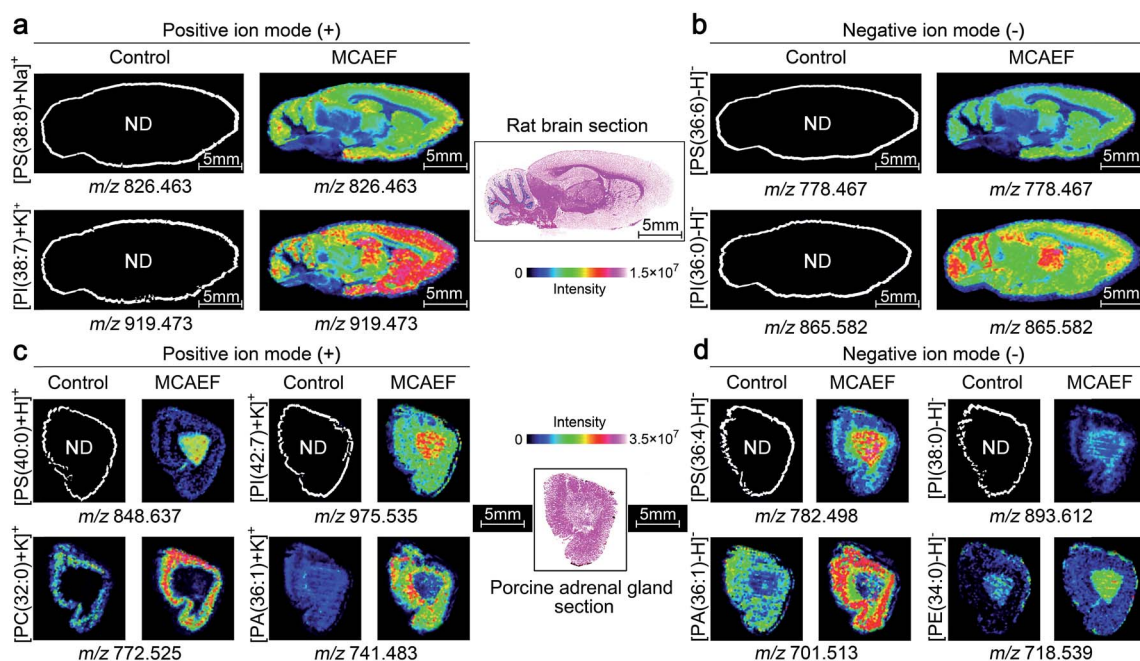 a
Positive ion mode (+)
Control
MCAEF
[PS(38:8)+Na]⁺
ND
5mm
5mm
m/z 826.463
m/z 826.463
[PI(38:7)+K]⁺
ND
5mm
5mm
m/z 919.473
m/z 919.473
Rat brain section
5mm
0
1.5×10⁷
Intensity
b
Negative ion mode (-)
Control
MCAEF
[PS(36:6)-H]⁻
ND
5mm
5mm
m/z 778.467
m/z 778.467
[PI(36:0)-H]⁻
ND
5mm
5mm
m/z 865.582
m/z 865.582
c
Positive ion mode (+)
Control
MCAEF
Control
MCAEF
[PS(40:0)+H]⁺
ND
m/z 848.637
[PI(42:7)+K]⁺
ND
m/z 975.535
[PC(32:0)+K]⁺
m/z 772.525
[PA(36:1)+K]⁺
m/z 741.483
Intensity
0
3.5×10⁷
5mm
5mm
Porcine adrenal gland
section
d
Negative ion mode (-)
Control
MCAEF
Control
MCAEF
[PS(36:4)-H]⁻
ND
m/z 782.498
[PI(38:0)-H]⁻
ND
m/z 893.612
[PA(36:1)-H]⁻
m/z 701.513
[PE(34:0)-H]⁻
m/z 718.539